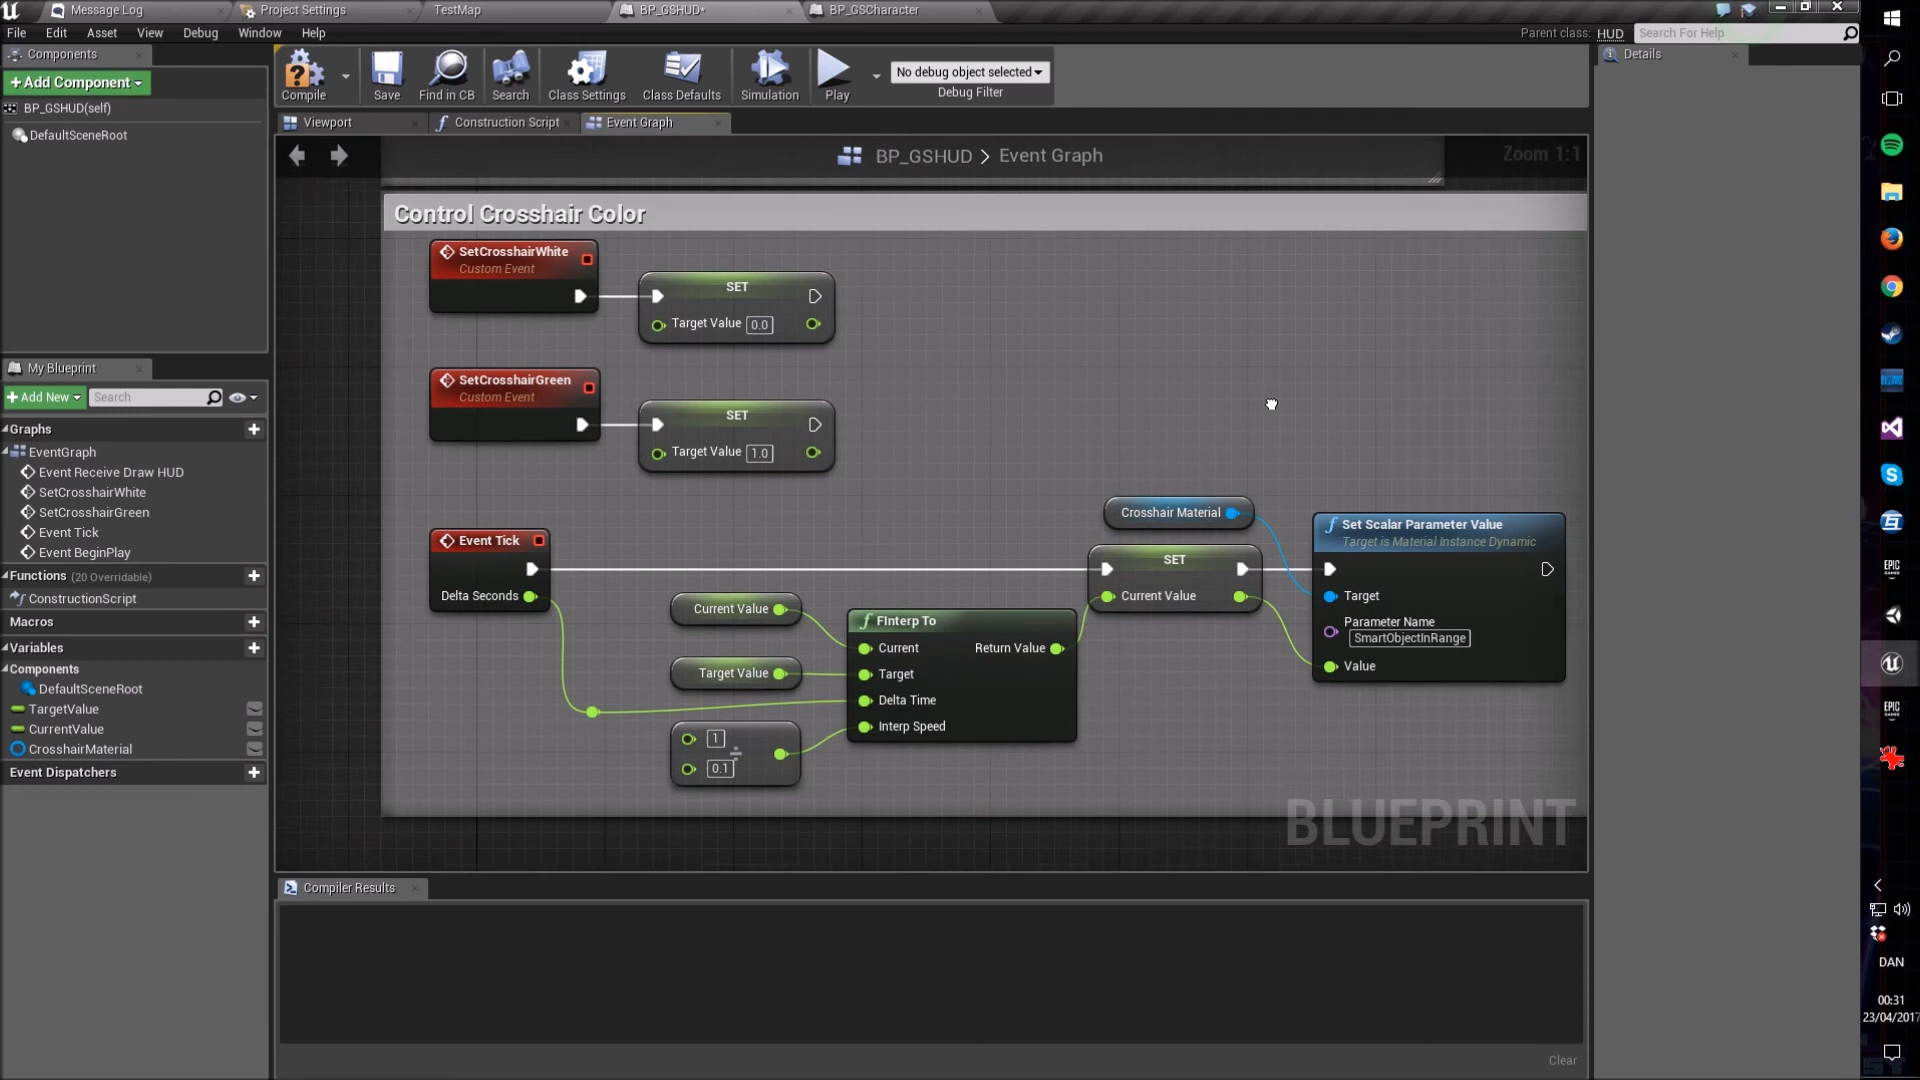 Message Log
Project Settings
TestMap
BP_GSHUD*
BP_GSCharacter
File Edit Asset View Debug Window Help
Parent class: HUD
Search For Help
Components
+Add Component
BP_GSHUD(self)
DefaultSceneRoot
Compile
Save
Find in CB
Search
Class Settings
Class Defaults
Simulation
Play
No debug object selected
Debug Filter
Details
Viewport
Construction Script
Event Graph
BP_GSHUD > Event Graph
Zoom 1:1
Control Crosshair Color
SetCrosshairWhite
Custom Event
SET
Target Value 0.0
SetCrosshairGreen
Custom Event
SET
Target Value 1.0
Event Tick
Delta Seconds
Current Value
Target Value
1
0.1
FInterp To
Current Return Value
Target
Delta Time
Interp Speed
Crosshair Material
SET
Current Value
Set Scalar Parameter Value
Target is Material Instance Dynamic
Target
Parameter Name
SmartObjectInRange
Value
BLUEPRINT
My Blueprint
+Add New
Search
Graphs
EventGraph
Event Receive Draw HUD
SetCrosshairWhite
SetCrosshairGreen
Event Tick
Event BeginPlay
Functions (20 Overridable)
ConstructionScript
Macros
Variables
Components
DefaultSceneRoot
TargetValue
CurrentValue
CrosshairMaterial
Event Dispatchers
Compiler Results
Clear
EPIC
EPIC
DAN
00:31
23/04/2017